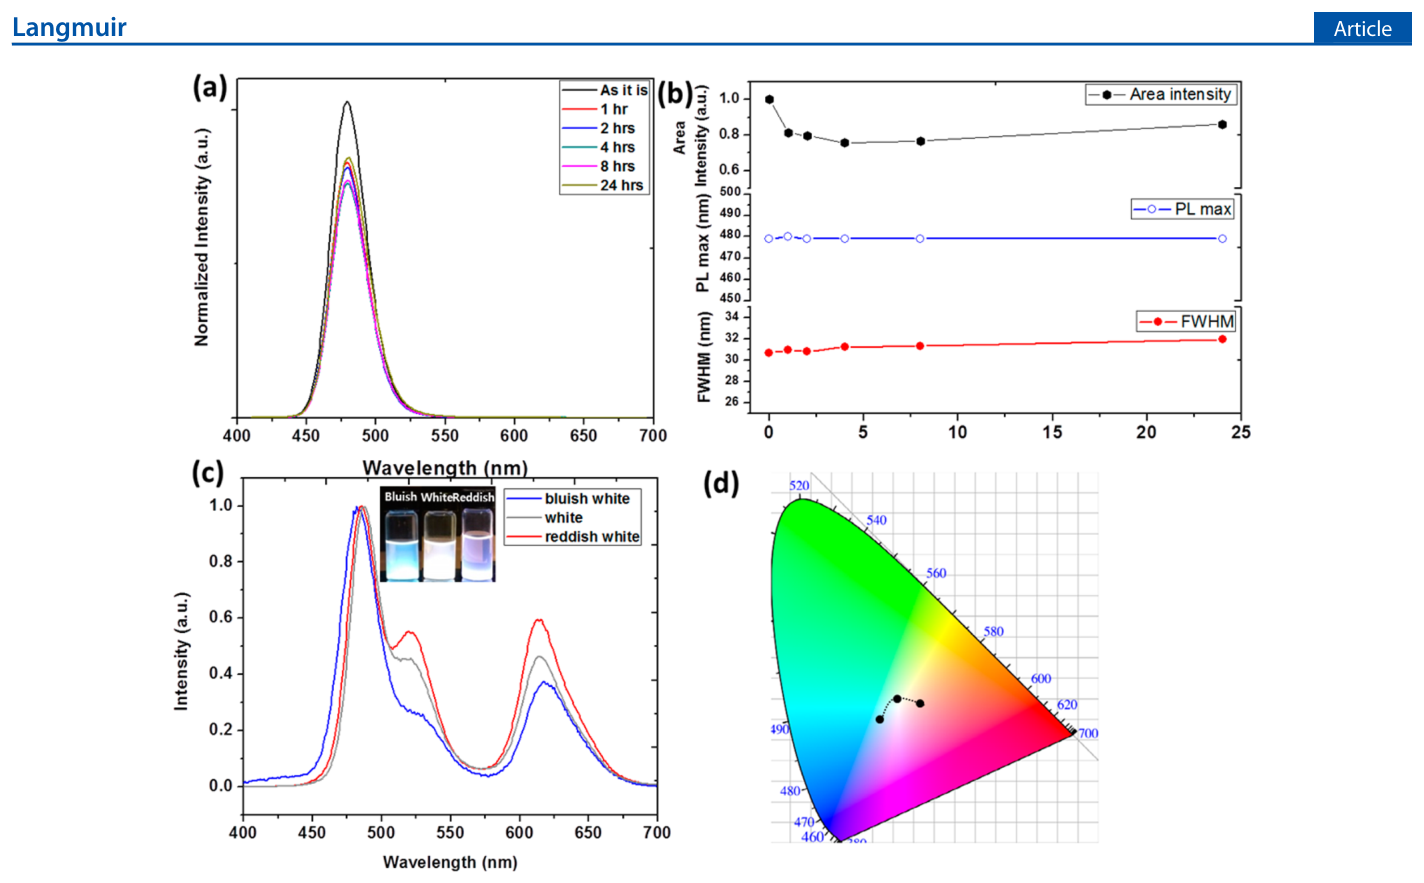 Langmuir
Article
(a)
As it is
1 hr
2 hrs
4 hrs
8 hrs
24 hrs
Normalized Intensity (a.u.)
400 450 500 550 600 650 700
Wavelength (nm)
(b)
Area intensity
PL max
FWHM
Area
Intensity (a.u.)
1.0
0.8
0.6
PL max (nm)
500
490
480
470
460
450
FWHM (nm)
34
32
30
28
26
0 5 10 15 20 25
(c)
Bluish White Reddish
bluish white
white
reddish white
Intensity (a.u.)
1.0
0.8
0.6
0.4
0.2
0.0
400 450 500 550 600 650 700
Wavelength (nm)
(d)
520
540
560
580
600
620
700
490
480
470
460
380